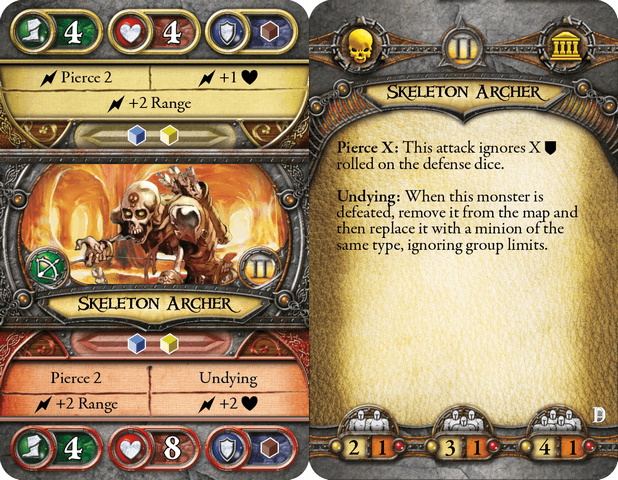 4 4
Pierce 2 +1
+2 Range
II
SKELETON ARCHER
Pierce 2 Undying
+2 Range +2
4 8
II
SKELETON ARCHER
Pierce X: This attack ignores X
rolled on the defense dice.
Undying: When this monster is
defeated, remove it from the map and
then replace it with a minion of the
same type, ignoring group limits.
D
2 1 3 1 4 1